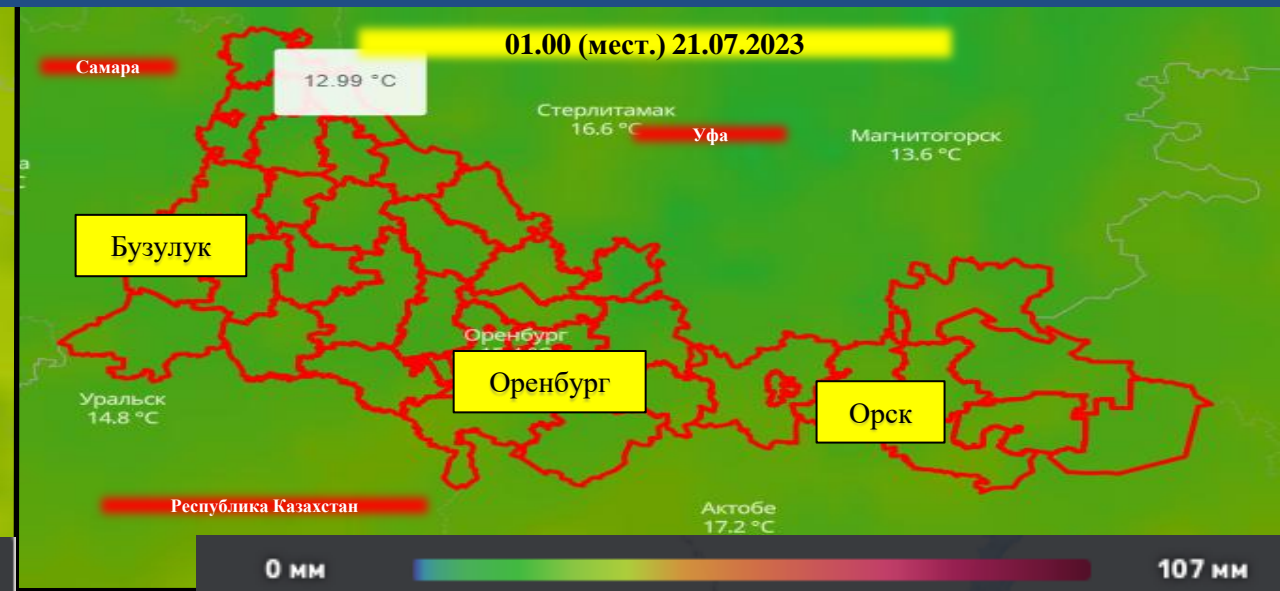 01.00 (мест.) 21.07.2023
Самара
12.99 °C
Стерлитамак
16.6 °C
Уфа
Магнитогорск
13.6 °C
Бузулук
Оренбург
Оренбург
Орск
Уральск
14.8 °C
Республика Казахстан
Актобе
17.2 °C
0 мм
107 мм